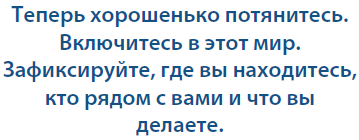 Теперь хорошенько потянитесь.
Включитесь в этот мир.
Зафиксируйте, где вы находитесь,
кто рядом с вами и что вы
делаете.